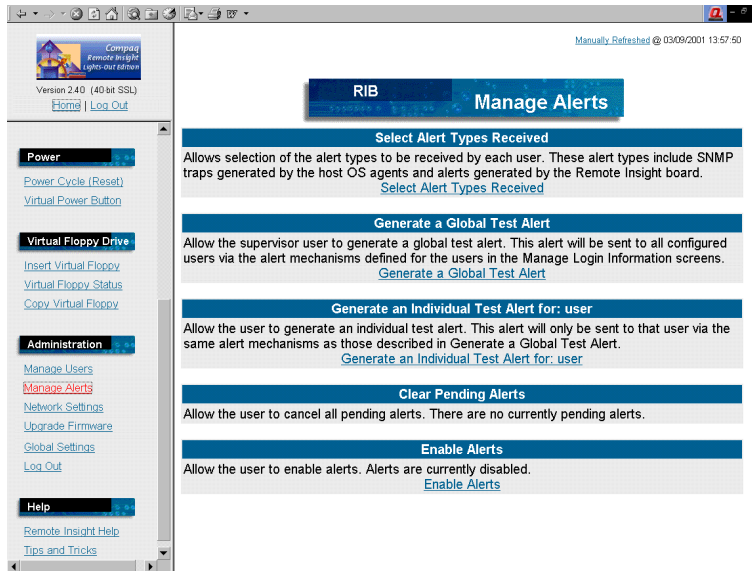 Compaq
Remote Insight
Lights-Out Edition
Version 2.40 (40 bit SSL)
Home | Log Out
Power
Power Cycle (Reset)
Virtual Power Button
Virtual Floppy Drive
Insert Virtual Floppy
Virtual Floppy Status
Copy Virtual Floppy
Administration
Manage Users
Manage Alerts
Network Settings
Upgrade Firmware
Global Settings
Log Out
Help
Remote Insight Help
Tips and Tricks
Manually Refreshed @ 03/09/2001 13:57:50
RIB
Manage Alerts
Select Alert Types Received
Allows selection of the alert types to be received by each user. These alert types include SNMP
traps generated by the host OS agents and alerts generated by the Remote Insight board.
Select Alert Types Received
Generate a Global Test Alert
Allow the supervisor user to generate a global test alert. This alert will be sent to all configured
users via the alert mechanisms defined for the users in the Manage Login Information screens.
Generate a Global Test Alert
Generate an Individual Test Alert for: user
Allow the user to generate an individual test alert. This alert will only be sent to that user via the
same alert mechanisms as those described in Generate a Global Test Alert.
Generate an Individual Test Alert for: user
Clear Pending Alerts
Allow the user to cancel all pending alerts. There are no currently pending alerts.
Enable Alerts
Allow the user to enable alerts. Alerts are currently disabled.
Enable Alerts